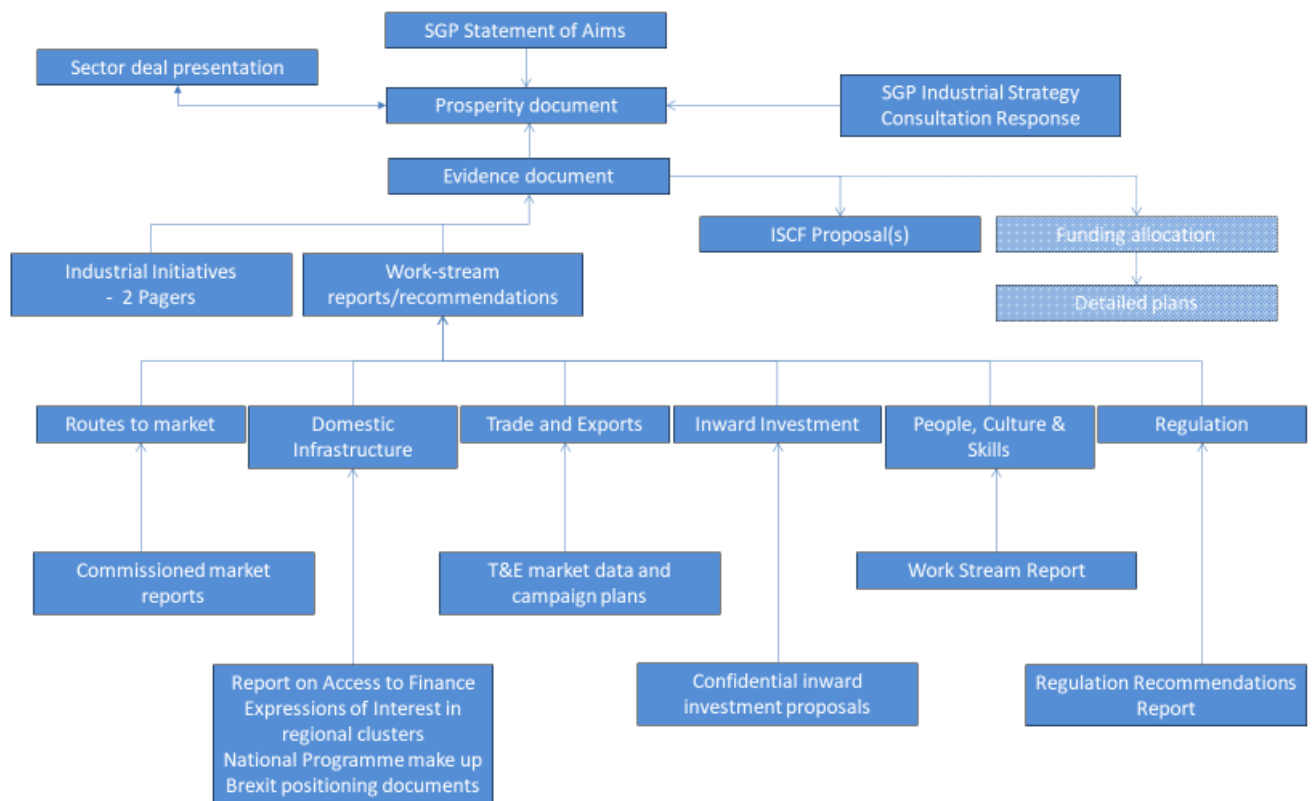 SGP Statement of Aims
Sector deal presentation
Prosperity document
SGP Industrial Strategy
Consultation Response
Evidence document
ISCF Proposal(s)
Funding allocation
Industrial Initiatives
- 2 Pagers
Work-stream
reports/recommendations
Detailed plans
Routes to market
Domestic
Infrastructure
Trade and Exports
Inward Investment
People, Culture &
Skills
Regulation
Commissioned market
reports
T&E market data and
campaign plans
Work Stream Report
Report on Access to Finance
Expressions of Interest in
regional clusters
National Programme make up
Brexit positioning documents
Confidential inward
investment proposals
Regulation Recommendations
Report